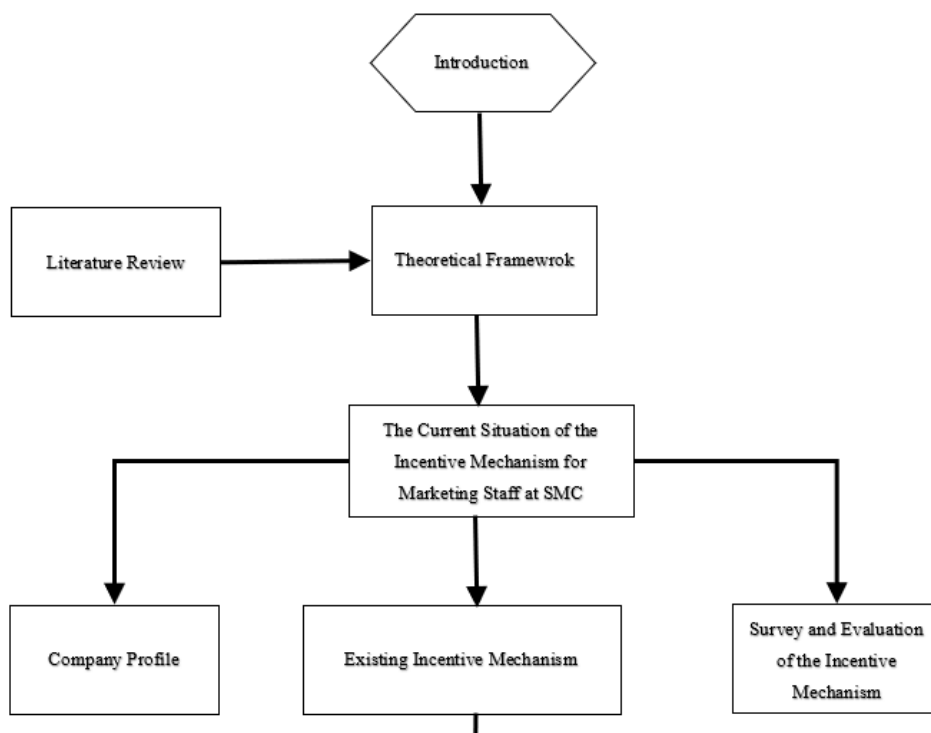 Introduction
Literature Review
Theoretical Framewrok
The Current Situation of the
Incentive Mechanism for
Marketing Staff at SMC
Company Profile
Existing Incentive Mechanism
Survey and Evaluation
of the Incentive
Mechanism